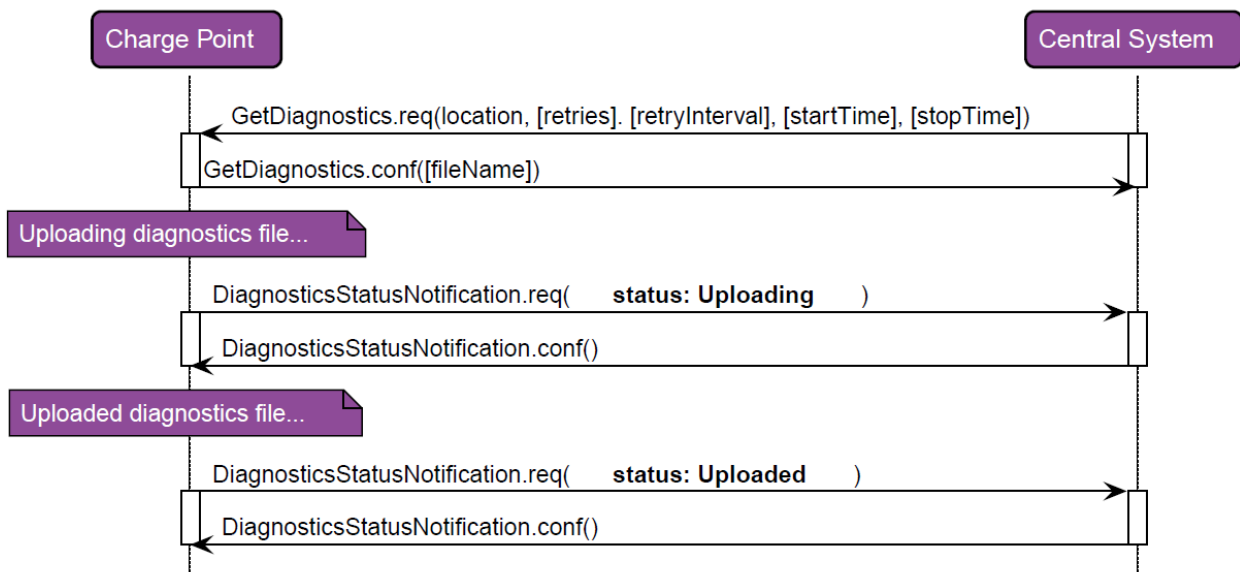 Charge Point
Central System
GetDiagnostics.req(location, [retries]. [retryInterval], [startTime], [stopTime])
GetDiagnostics.conf([fileName])
Uploading diagnostics file...
DiagnosticsStatusNotification.req( status: Uploading )
DiagnosticsStatusNotification.conf()
Uploaded diagnostics file...
DiagnosticsStatusNotification.req( status: Uploaded )
DiagnosticsStatusNotification.conf()